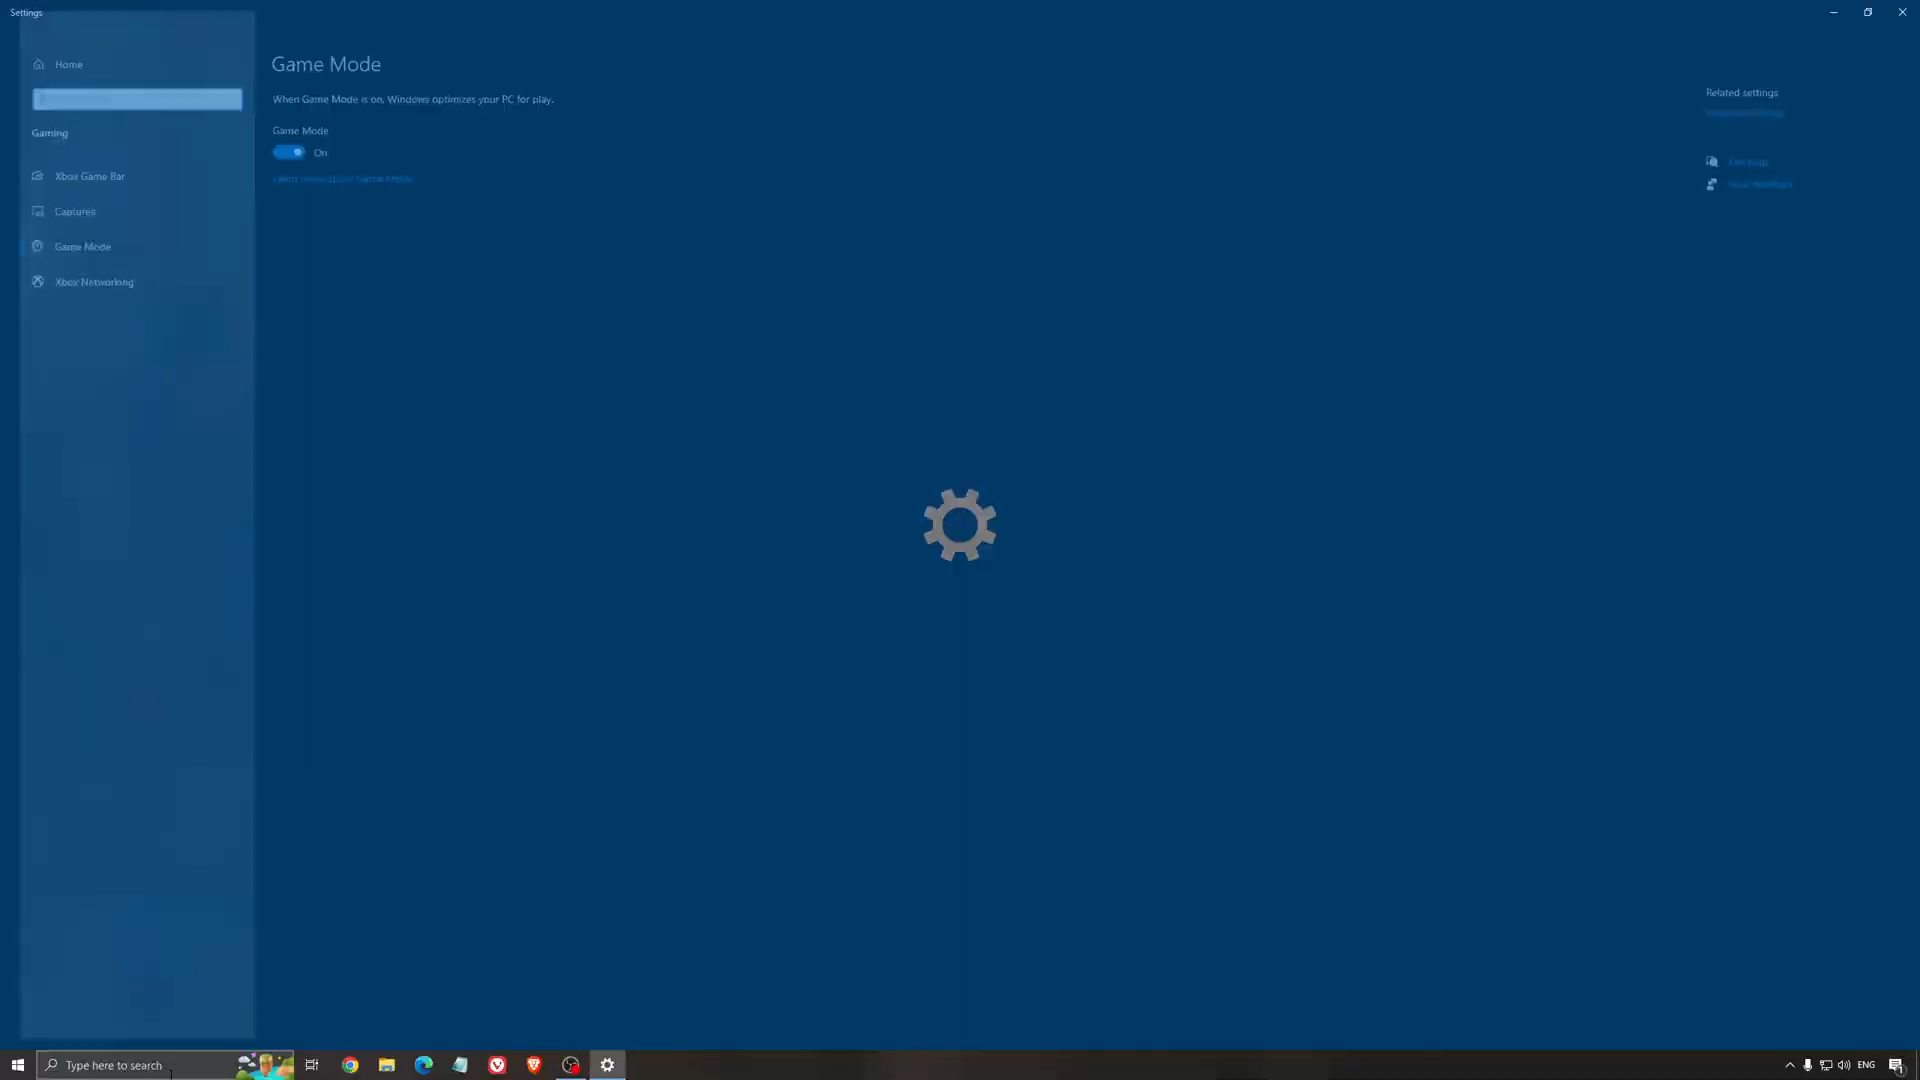 Settings
Home
Game Mode
When Game Mode is on, Windows optimizes your PC for play.
Related settings
Gaming
Game Mode
On
Xbox Game Bar
Captures
Game Mode
Xbox Networking
Type here to search
ENG
1